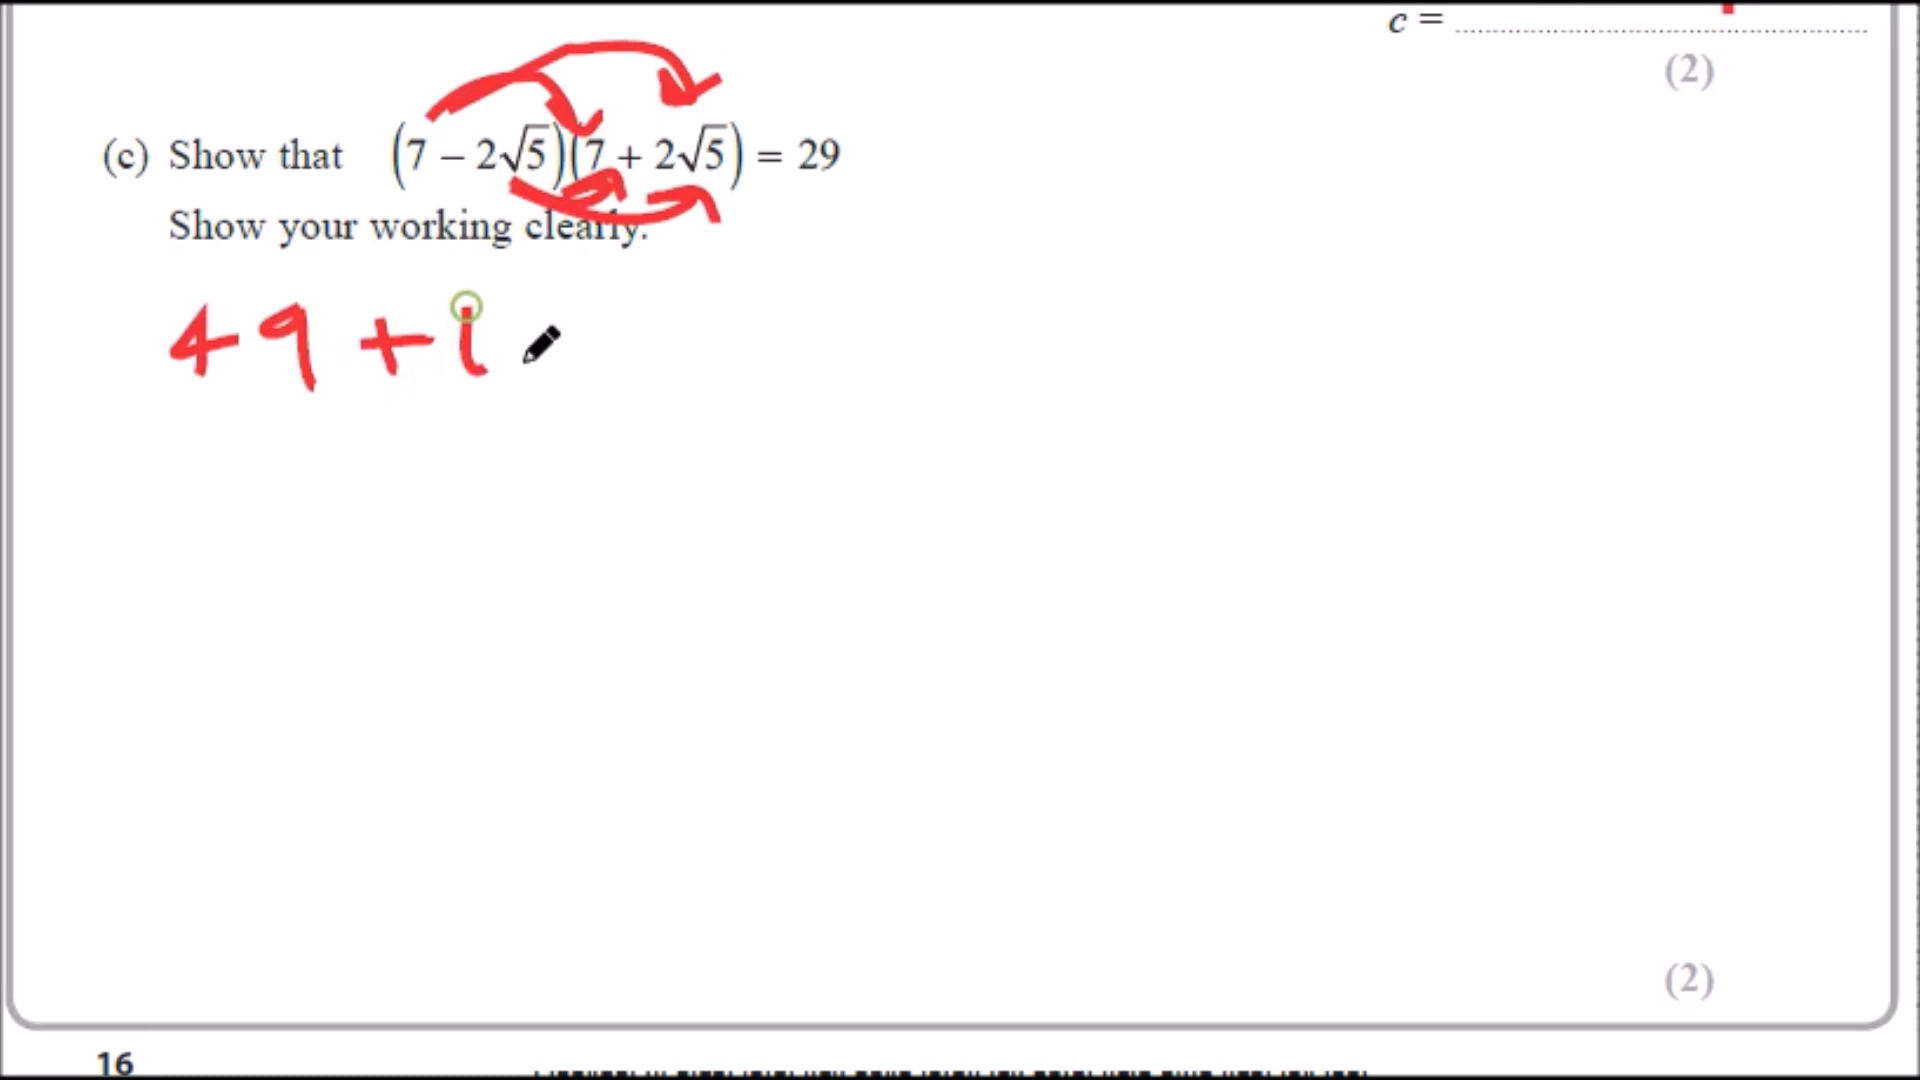 c =
(2)
(c) Show that (7 − 2√5)(7 + 2√5) = 29
Show your working clearly.
49 + 1
(2)
16